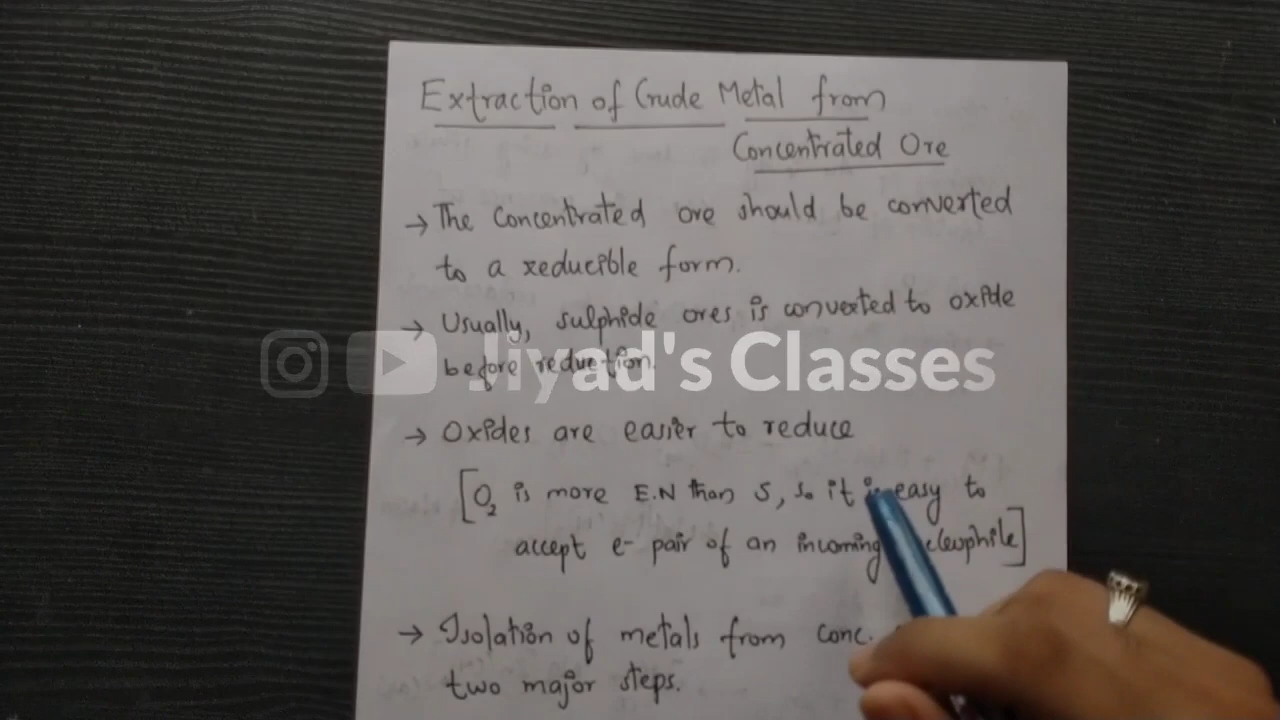 Extraction of Crude Metal from
Concentrated Ore
→ The Concentrated ore should be converted
to a reducible form.
→ Usually, sulphide ores is converted to oxide
before reduction.
Jiyad's Classes
→ Oxides are easier to reduce
[O₂ is more E.N than S, so it is easy to
accept e- pair of an incoming]
→ Isolation of metals from conc.
two major steps.